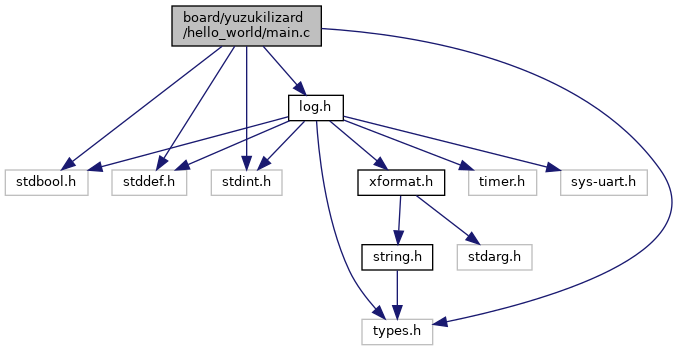 board/yuzukilizard
/hello_world/main.c
log.h
stdbool.h
stddef.h
stdint.h
xformat.h
timer.h
sys-uart.h
string.h
stdarg.h
types.h